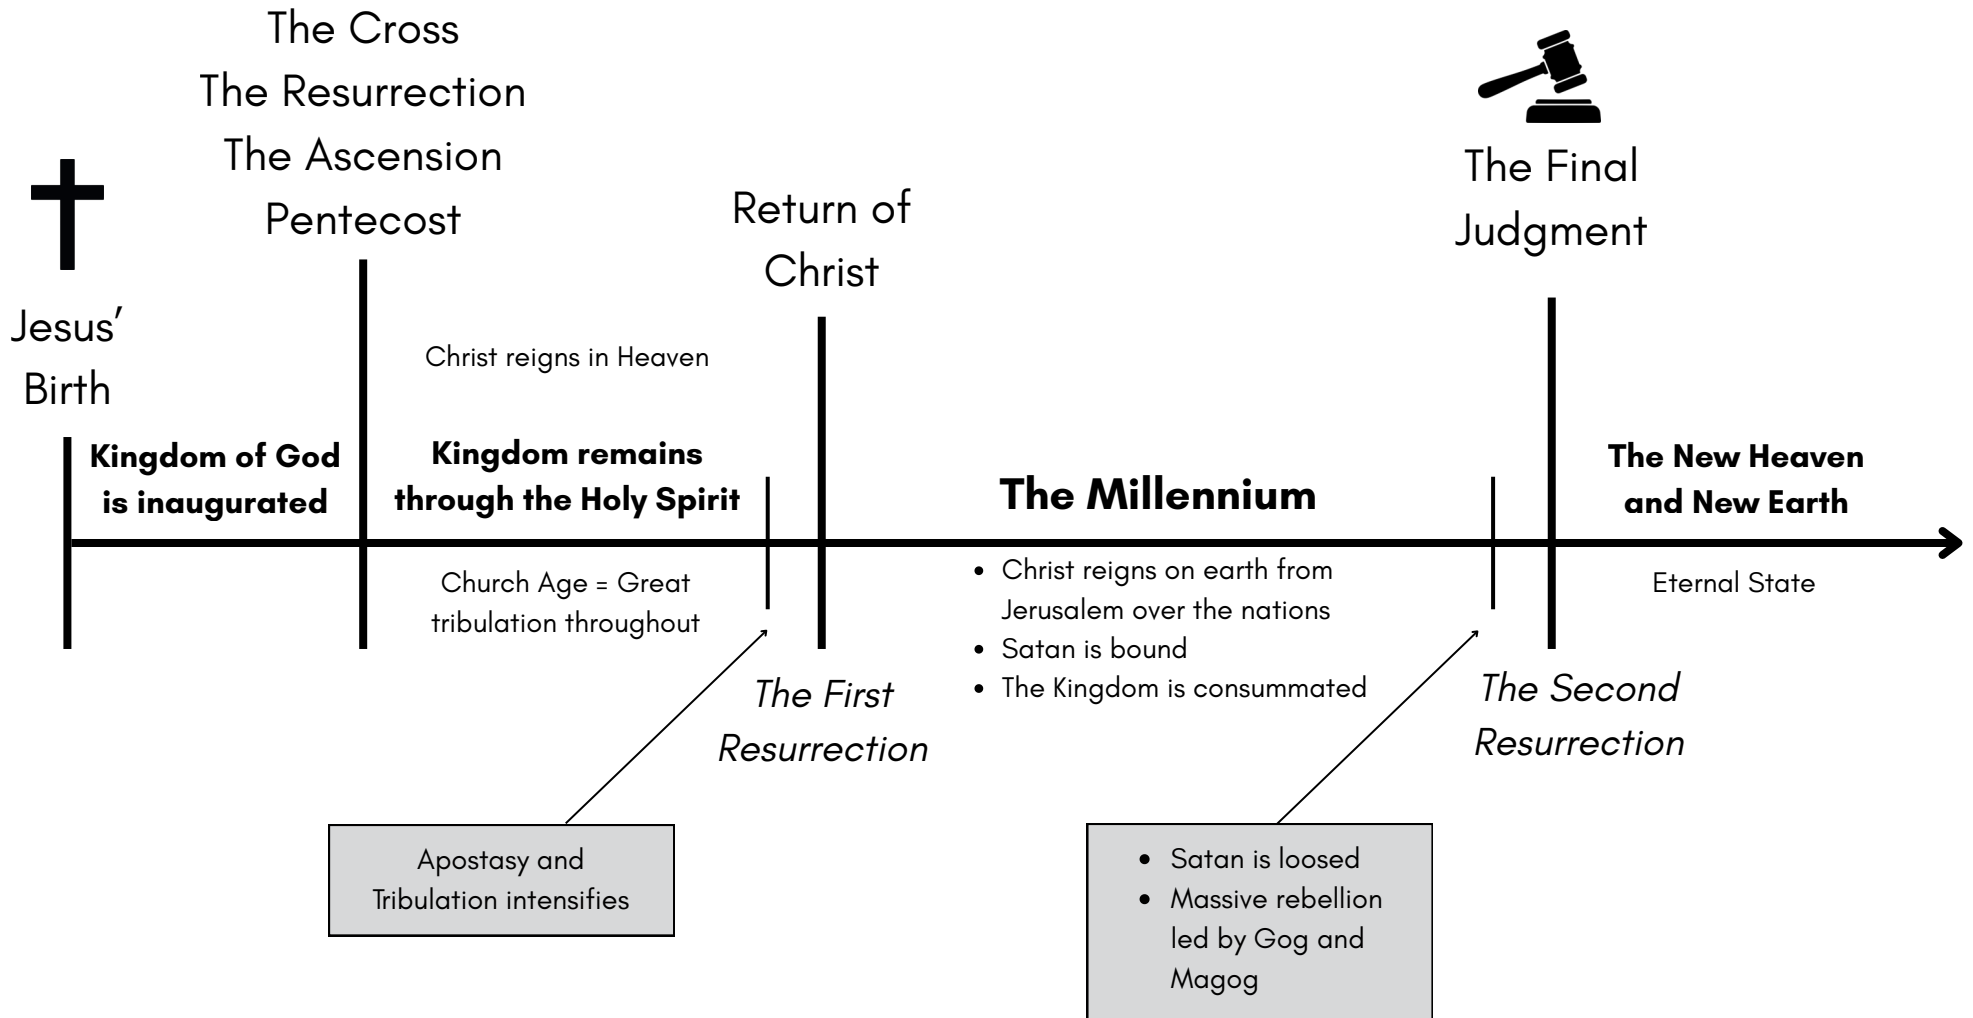 The Cross
The Resurrection
The Ascension
Pentecost
Jesus’
Birth
Return of
Christ
The Final
Judgment
Christ reigns in Heaven
Kingdom of God
is inaugurated
Kingdom remains
through the Holy Spirit
The Millennium
The New Heaven
and New Earth
Church Age = Great
tribulation throughout
• Christ reigns on earth from
Jerusalem over the nations
• Satan is bound
• The Kingdom is consummated
Eternal State
The First
Resurrection
The Second
Resurrection
Apostasy and
Tribulation intensifies
• Satan is loosed
• Massive rebellion
led by Gog and
Magog